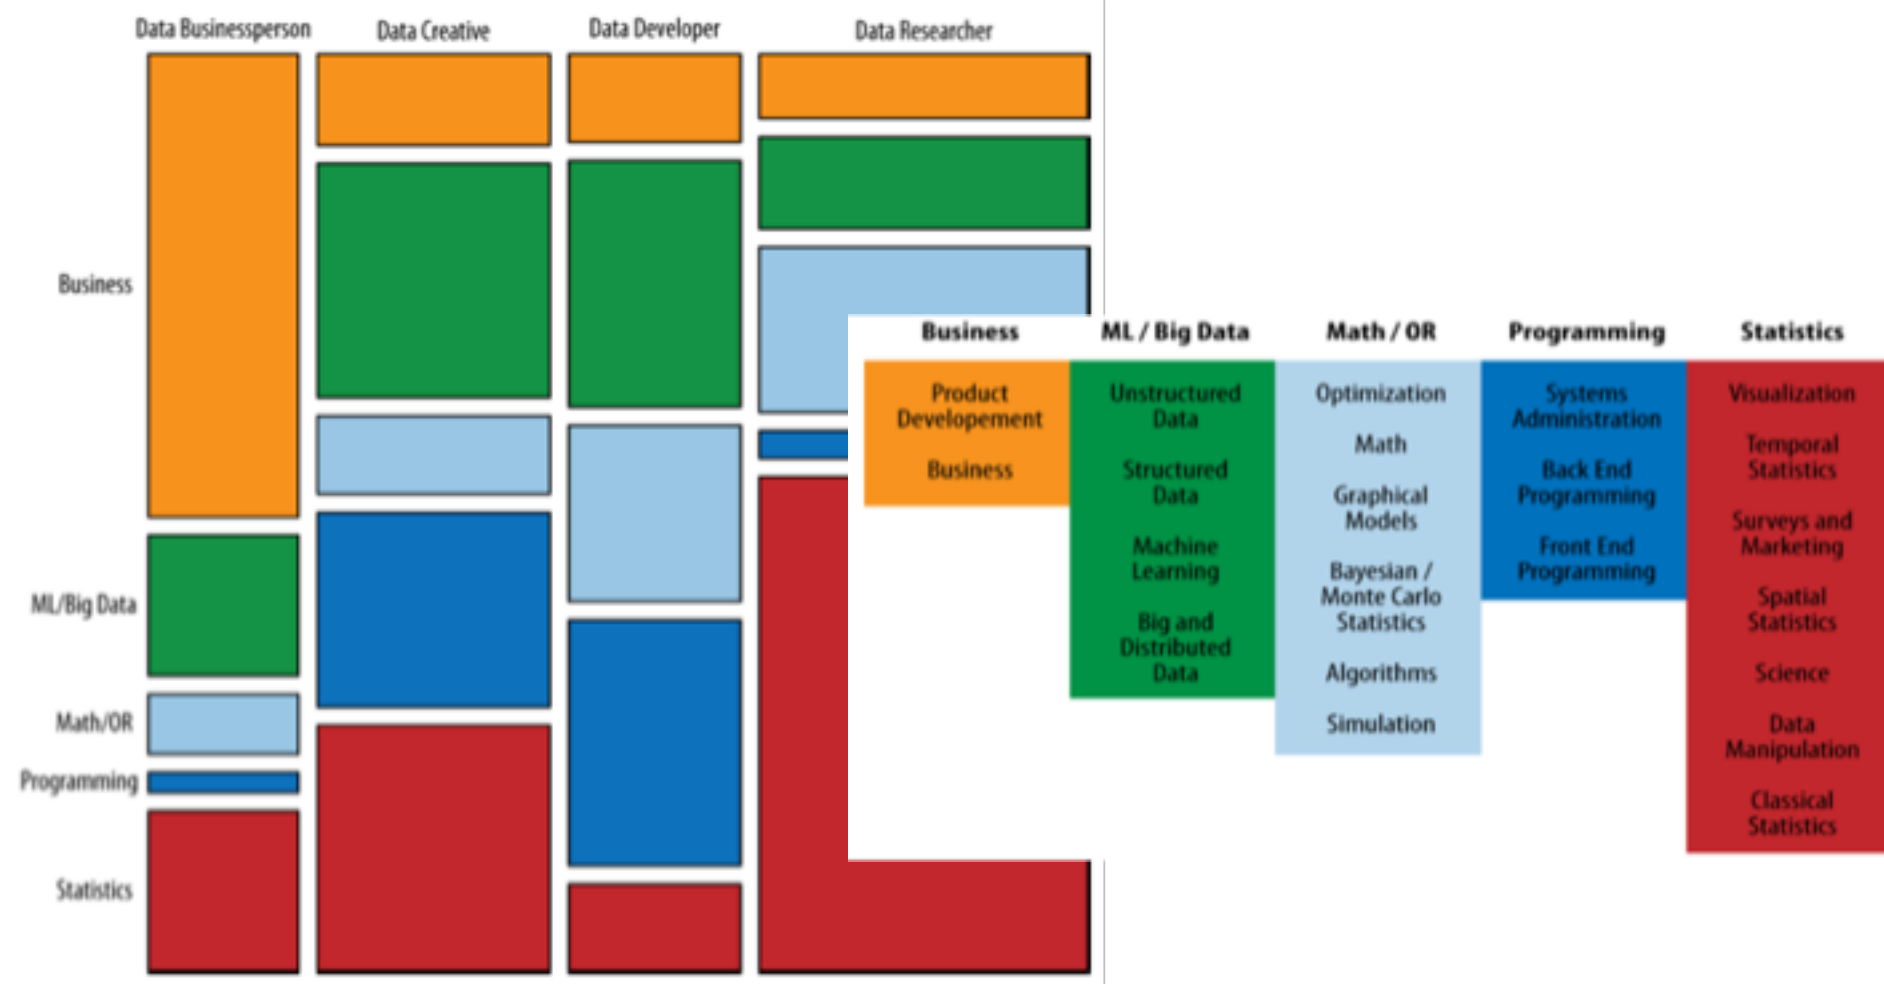 Data Businessperson
Data Creative
Data Developer
Data Researcher
Business
ML/Big Data
Math/OR
Programming
Statistics
Business
Product
Developement
Business
ML / Big Data
Unstructured
Data
Structured
Data
Machine
Learning
Big and
Distributed
Data
Math / OR
Optimization
Math
Graphical
Models
Bayesian /
Monte Carlo
Statistics
Algorithms
Simulation
Programming
Systems
Administration
Back End
Programming
Front End
Programming
Statistics
Visualization
Temporal
Statistics
Surveys and
Marketing
Spatial
Statistics
Science
Data
Manipulation
Classical
Statistics